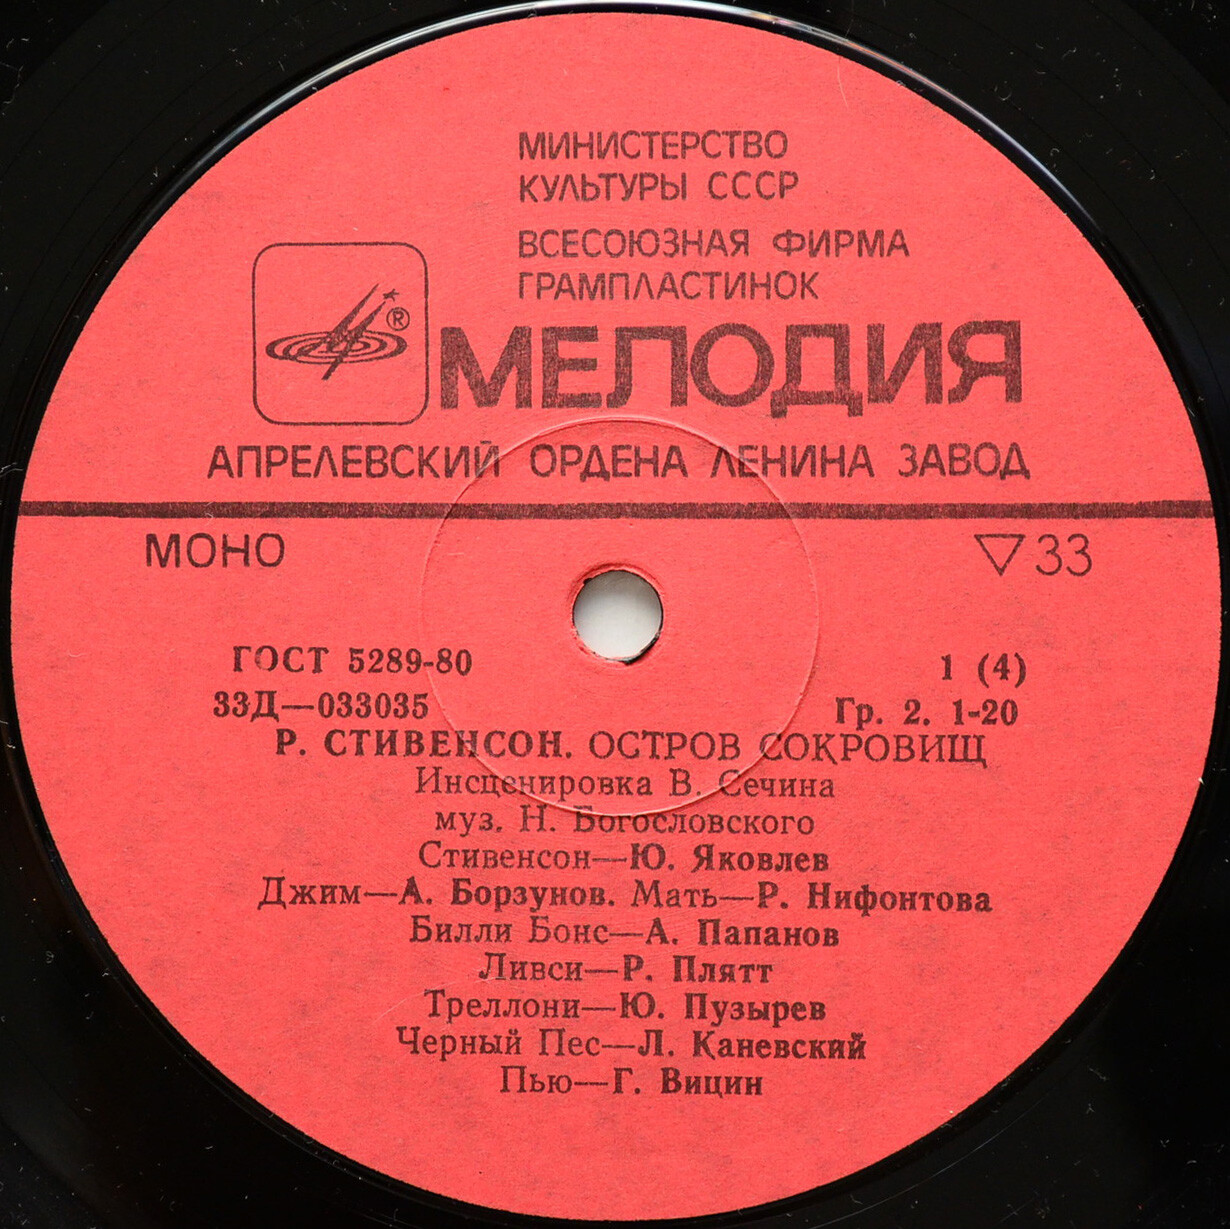 МИНИСТЕРСТВО
КУЛЬТУРЫ СССР
ВСЕСОЮЗНАЯ ФИРМА
ГРАМПЛАСТИНОК
®
МЕЛОДИЯ
АПРЕЛЕВСКИЙ ОРДЕНА ЛЕНИНА ЗАВОД
МОНО ▽33
ГОСТ 5289-80 1 (4)
33Д—033035 Гр. 2. 1-20
Р. СТИВЕНСОН. ОСТРОВ СОКРОВИЩ
Инсценировка В. Сечина
муз. Н. Богословского
Стивенсон—Ю. Яковлев
Джим—А. Борзунов. Мать—Р. Нифонтова
Билли Бонс—А. Папанов
Ливси—Р. Плятт
Треллони—Ю. Пузырев
Черный Пес—Л. Каневский
Пью—Г. Вицин